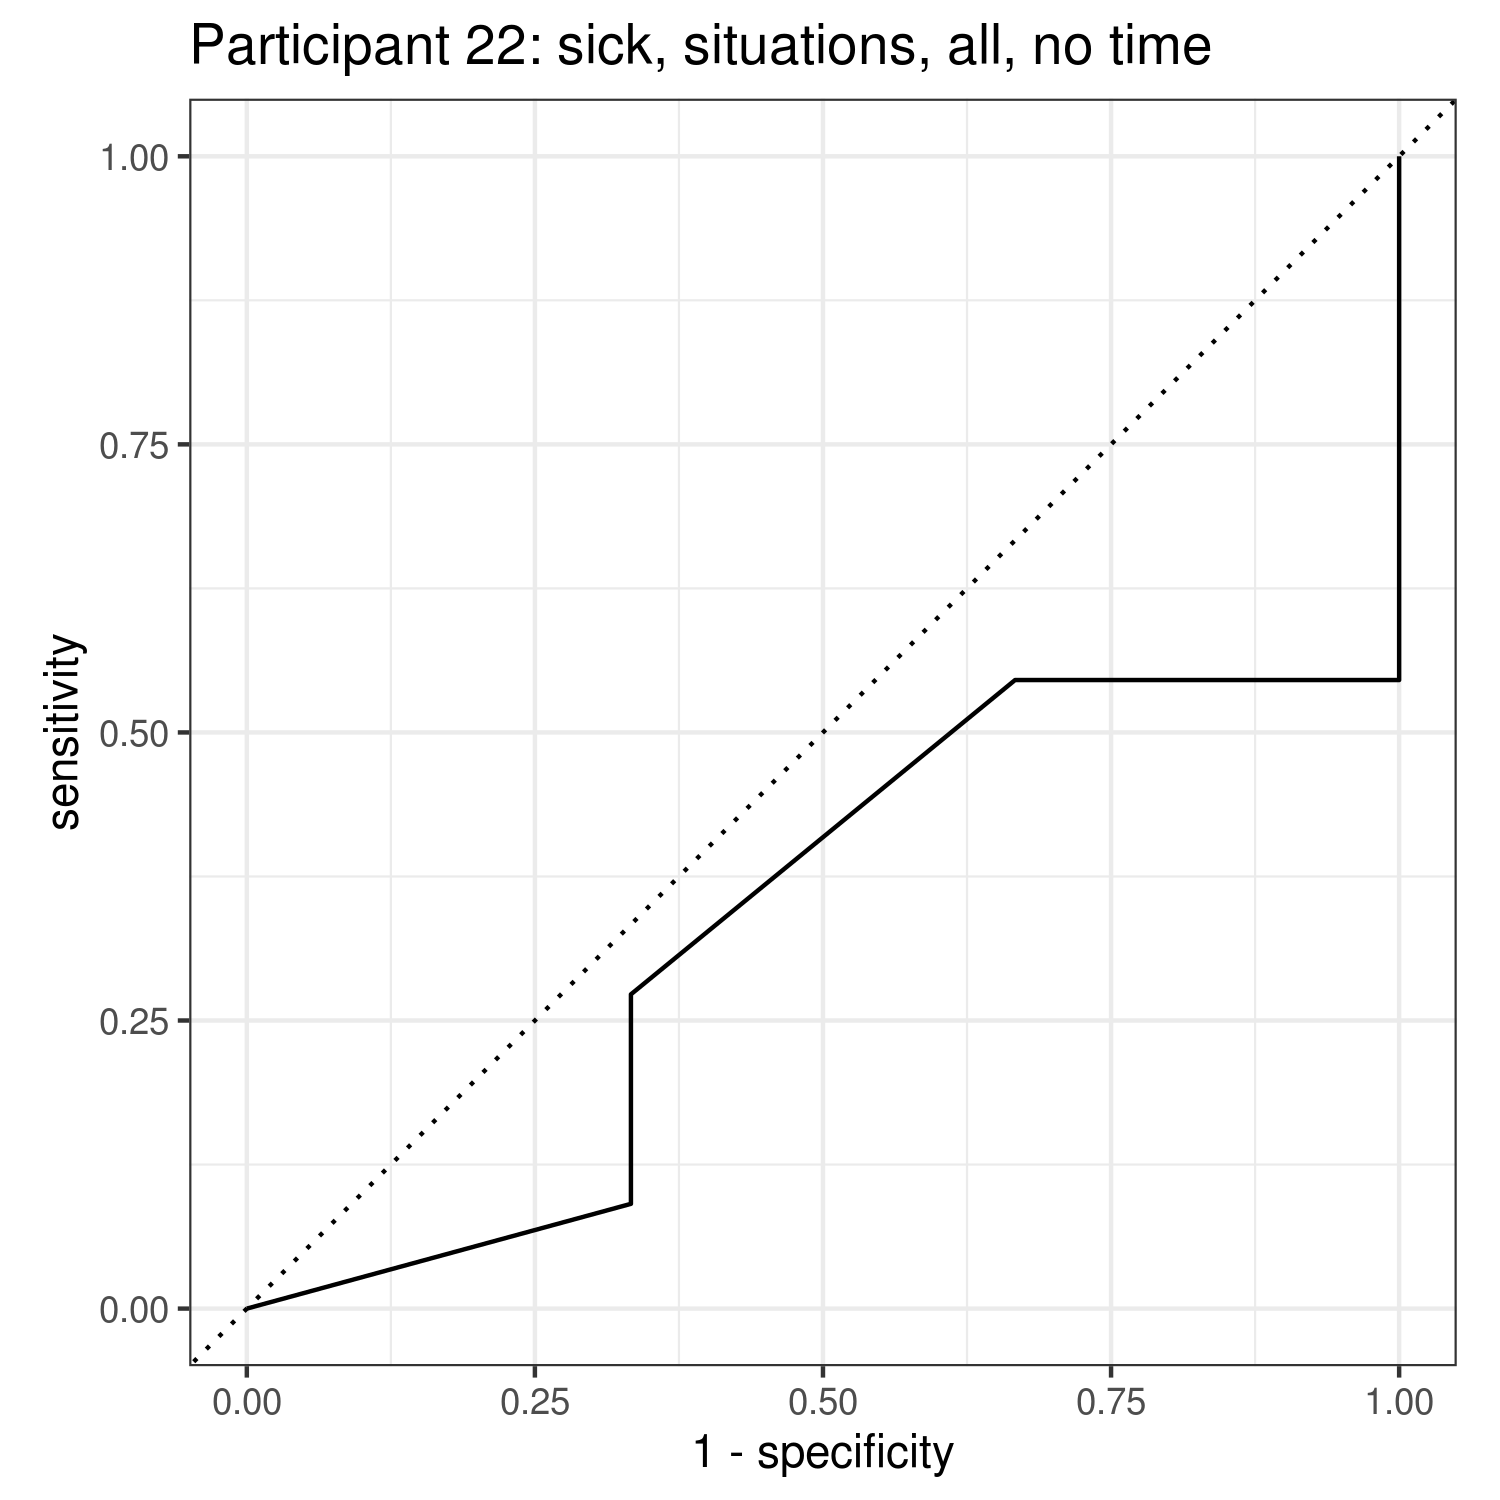 Participant 22: sick, situations, all, no time
1.00
0.75
0.50
0.25
0.00
sensitivity
0.00 0.25 0.50 0.75 1.00
1 - specificity